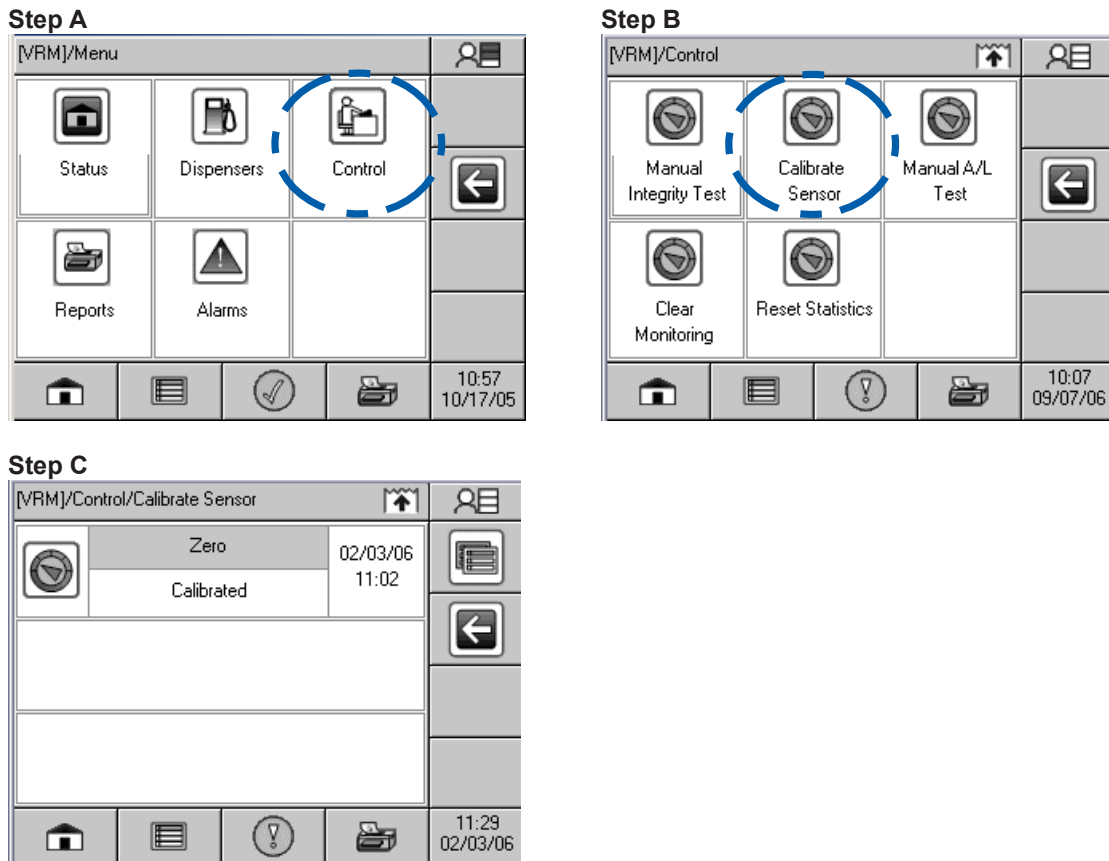 Step A
[VRM]/Menu
Status
Dispensers
Control
Reports
Alarms
10:57
10/17/05
Step B
[VRM]/Control
Manual
Integrity Test
Calibrate
Sensor
Manual A/L
Test
Clear
Monitoring
Reset Statistics
10:07
09/07/06
Step C
[VRM]/Control/Calibrate Sensor
Zero
Calibrated
02/03/06
11:02
11:29
02/03/06